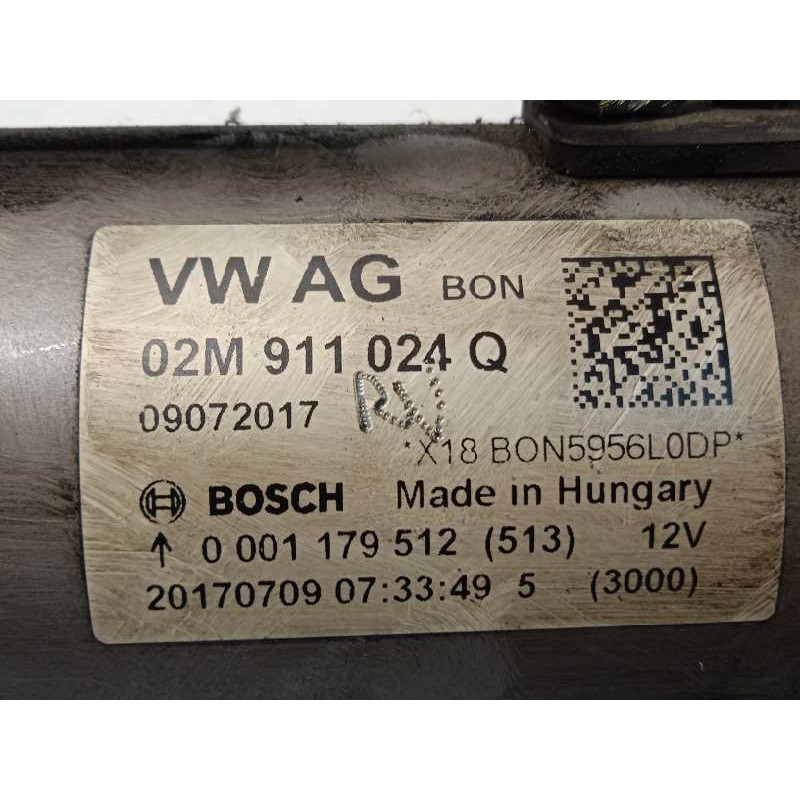 VW AG BON
02M 911 024 Q
09072017
*X18 BON5956L0DP*
BOSCH Made in Hungary
↑ 0 001 179 512 (513) 12V
20170709 07:33:49 5 (3000)